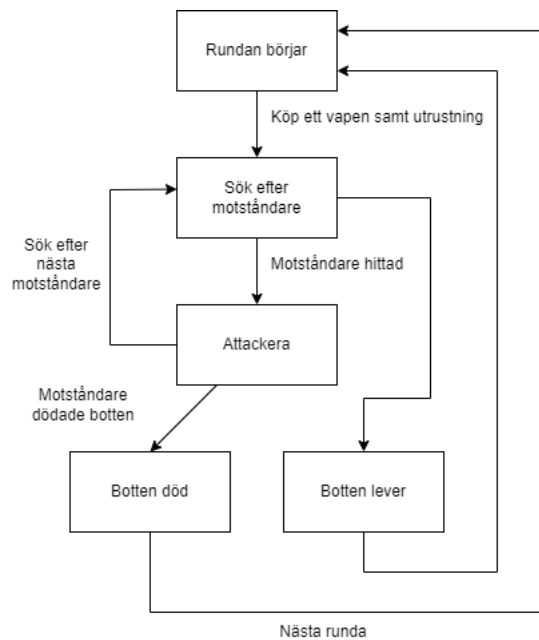 Rundan börjar
Köp ett vapen samt utrustning
Sök efter
motståndare
Sök efter
nästa
motståndare
Motståndare hittad
Attackera
Motståndare
dödade botten
Botten död
Botten lever
Nästa runda